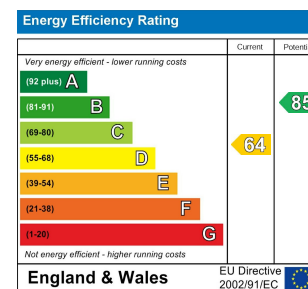 Energy Efficiency Rating
Current Potenti
Very energy efficient - lower running costs
(92 plus) A
(81-91) B
(69-80) C
(55-68) D
(39-54) E
(21-38) F
(1-20) G
64
85
Not energy efficient - higher running costs
England & Wales
EU Directive
2002/91/EC